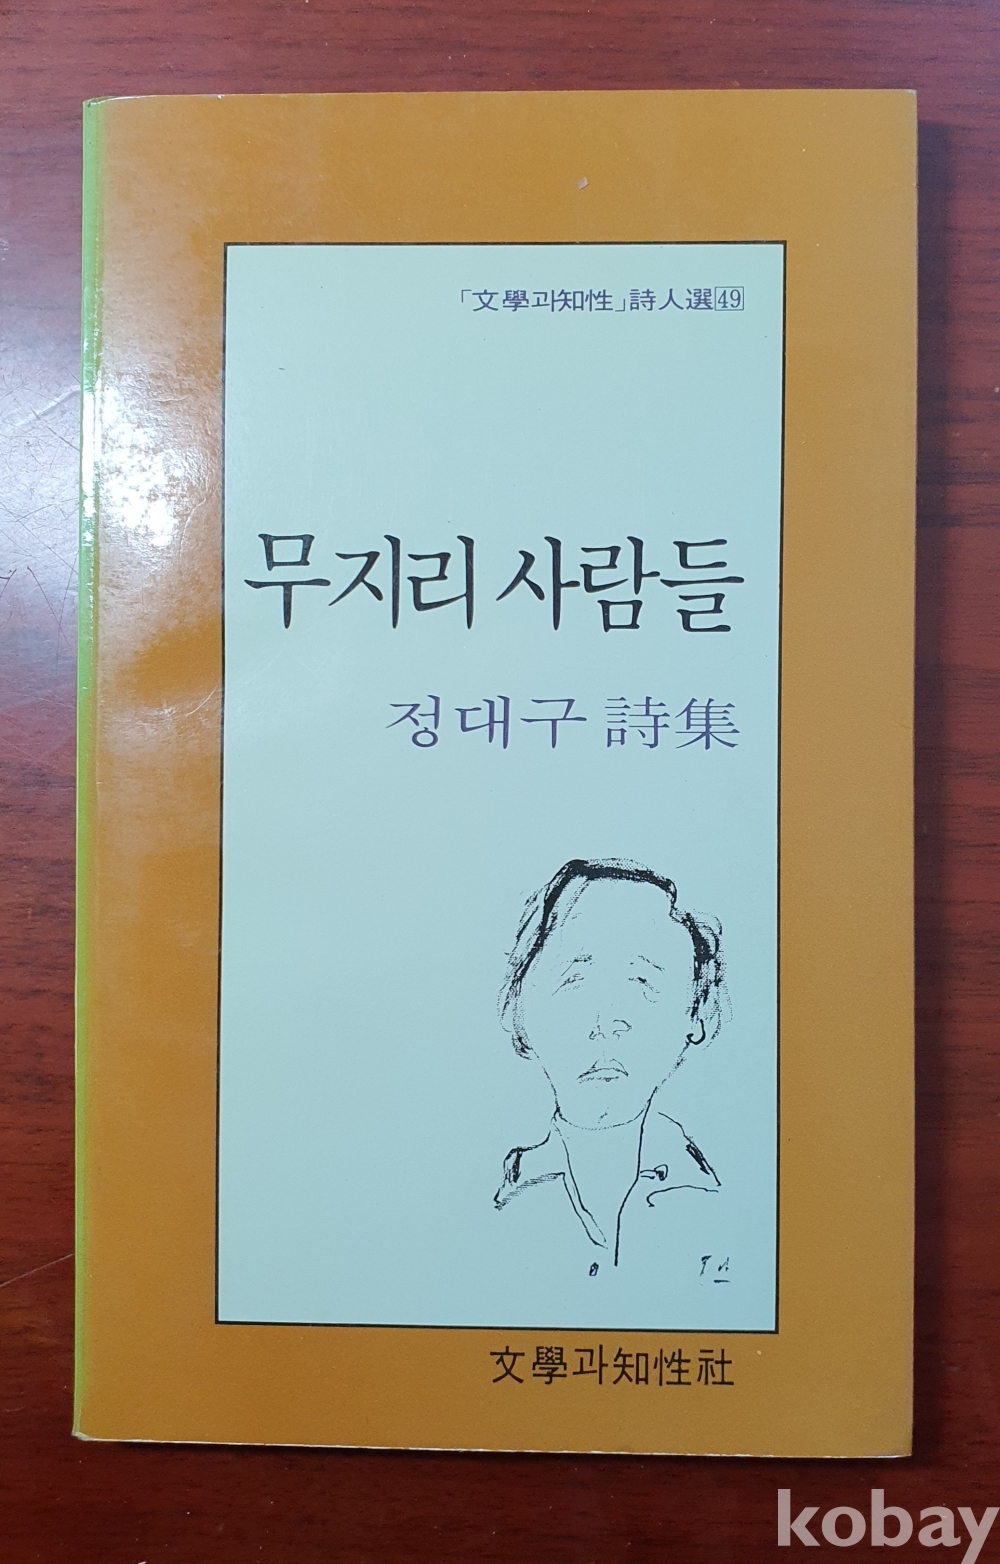 「文學과知性」詩人選49
무지리 사람들
정대구 詩集
文學과知性社
kobay